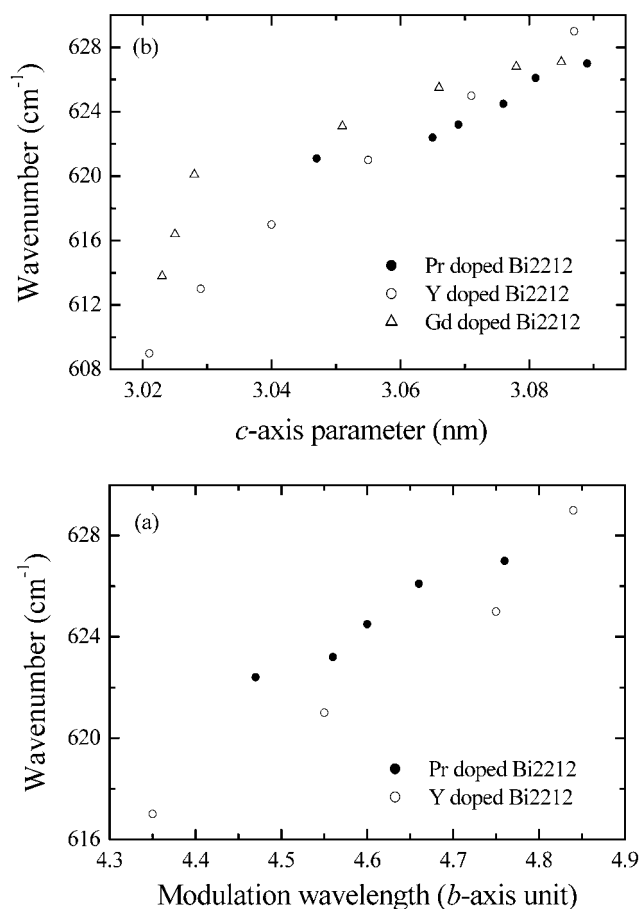 (b)
628
624
620
616
612
608
Wavenumber (cm⁻¹)
Pr doped Bi2212
Y doped Bi2212
Gd doped Bi2212
3.02 3.04 3.06 3.08
c-axis parameter (nm)
(a)
628
624
620
616
Wavenumber (cm⁻¹)
Pr doped Bi2212
Y doped Bi2212
4.3 4.4 4.5 4.6 4.7 4.8 4.9
Modulation wavelength (b-axis unit)